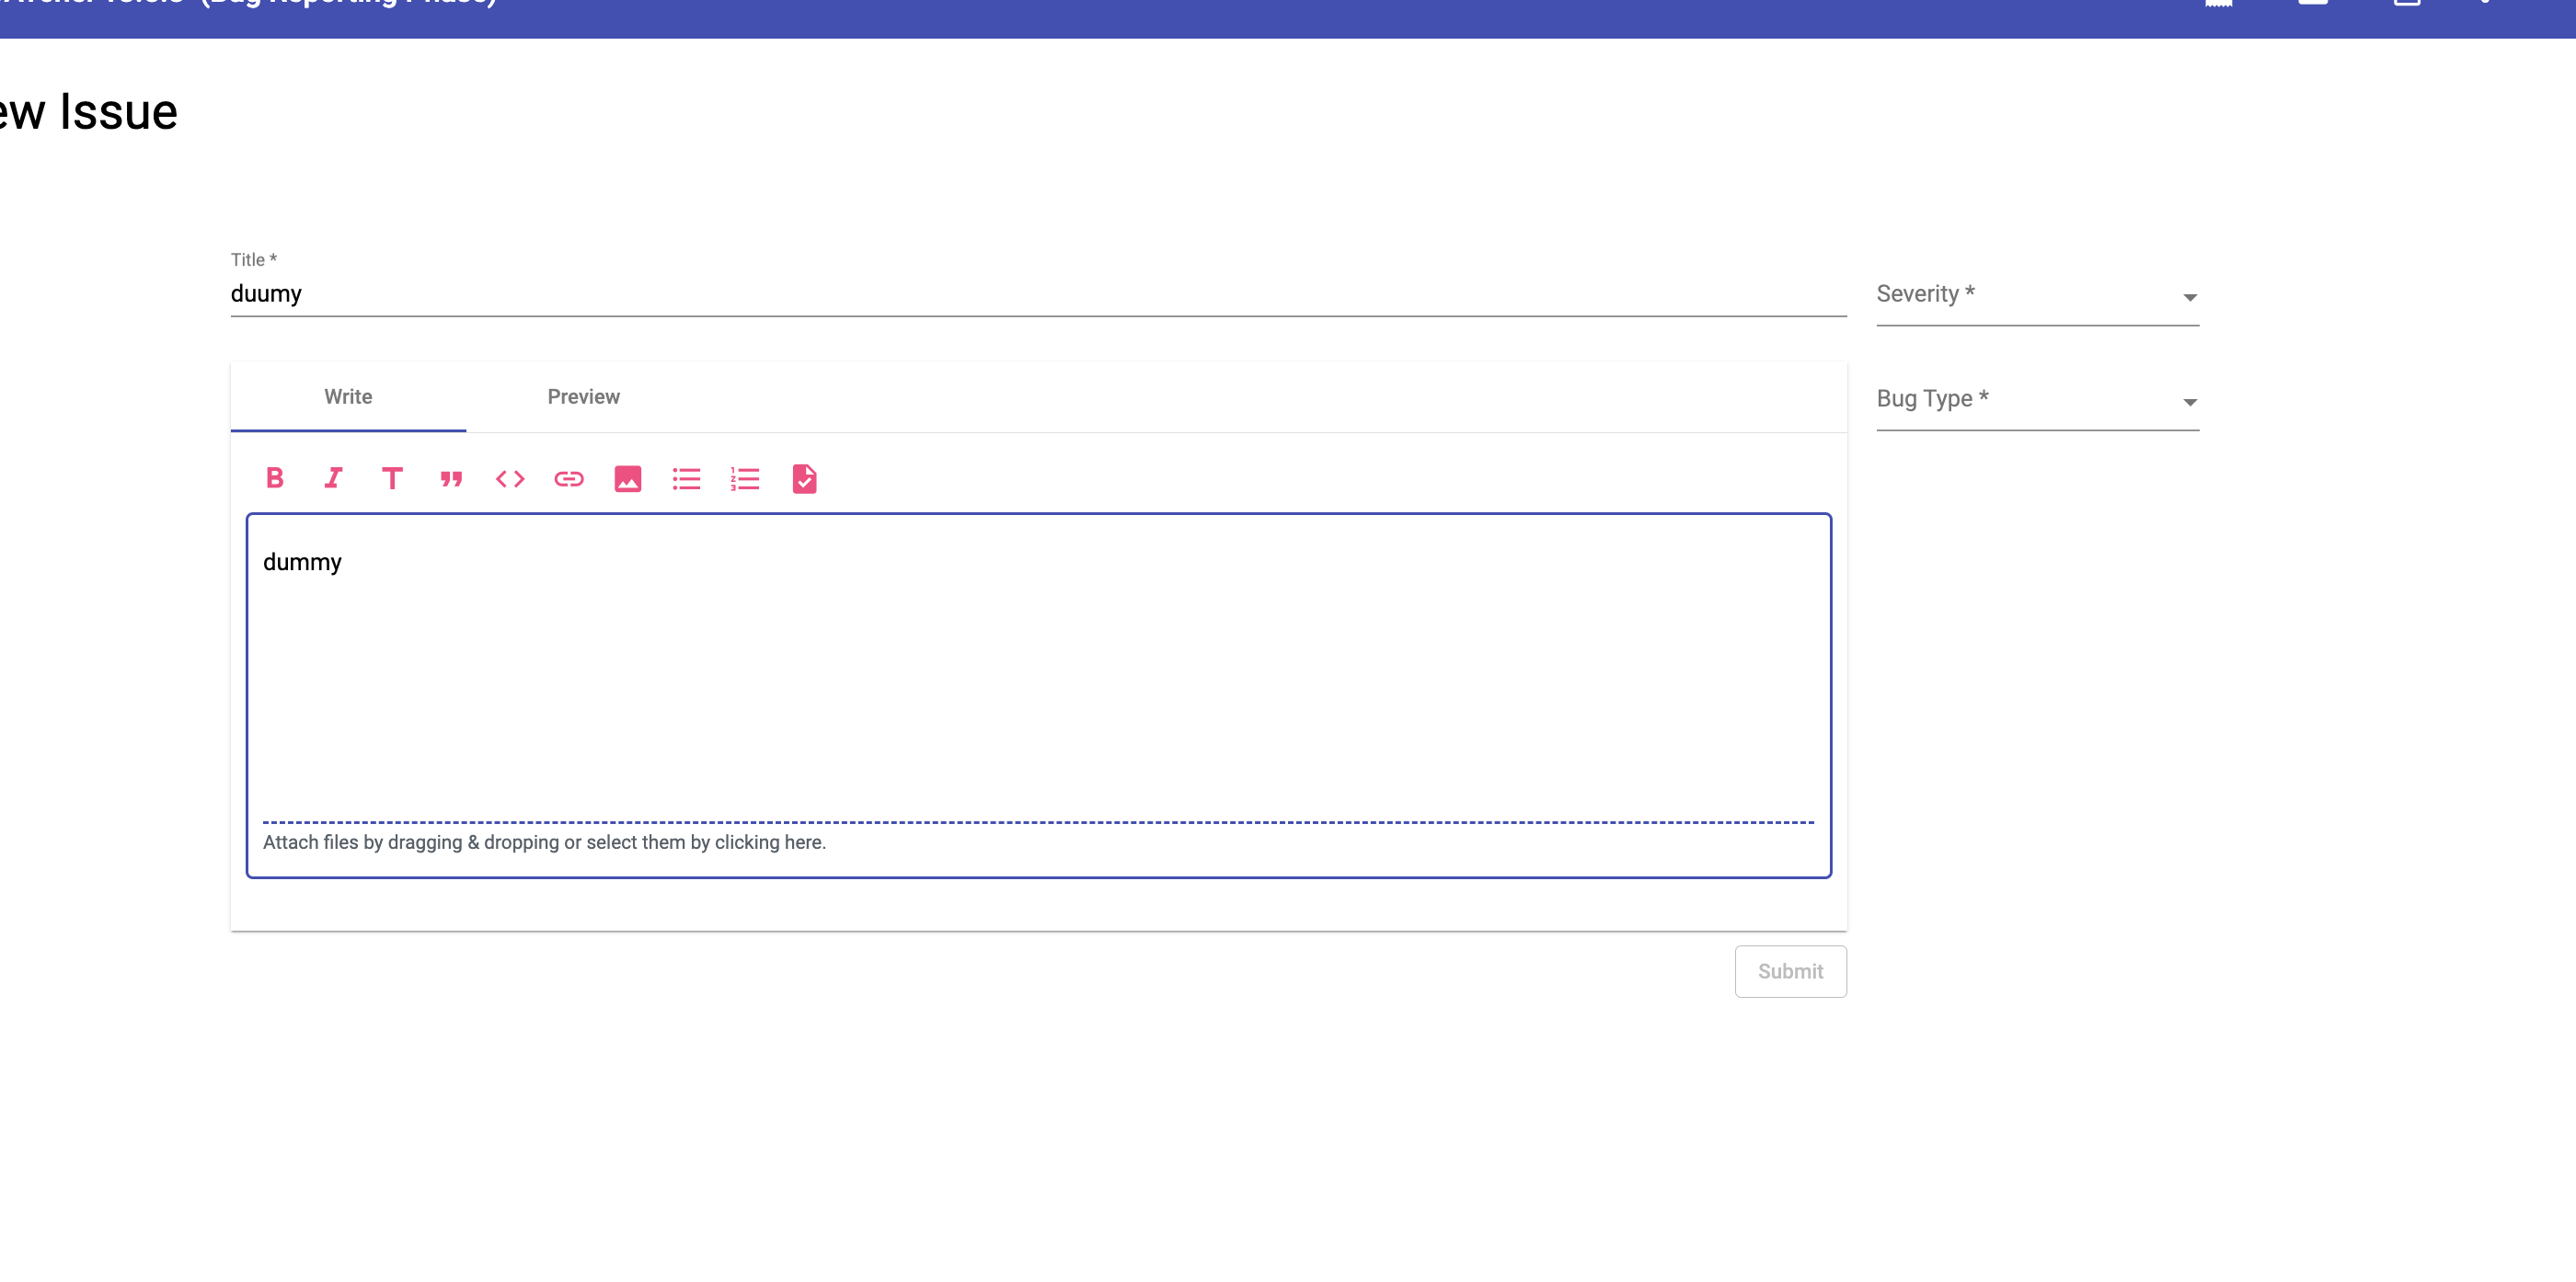 (Bug Reporting Phase)
ew Issue
Title *
duumy
Severity *
Write
Preview
Bug Type *
dummy
Attach files by dragging & dropping or select them by clicking here.
Submit